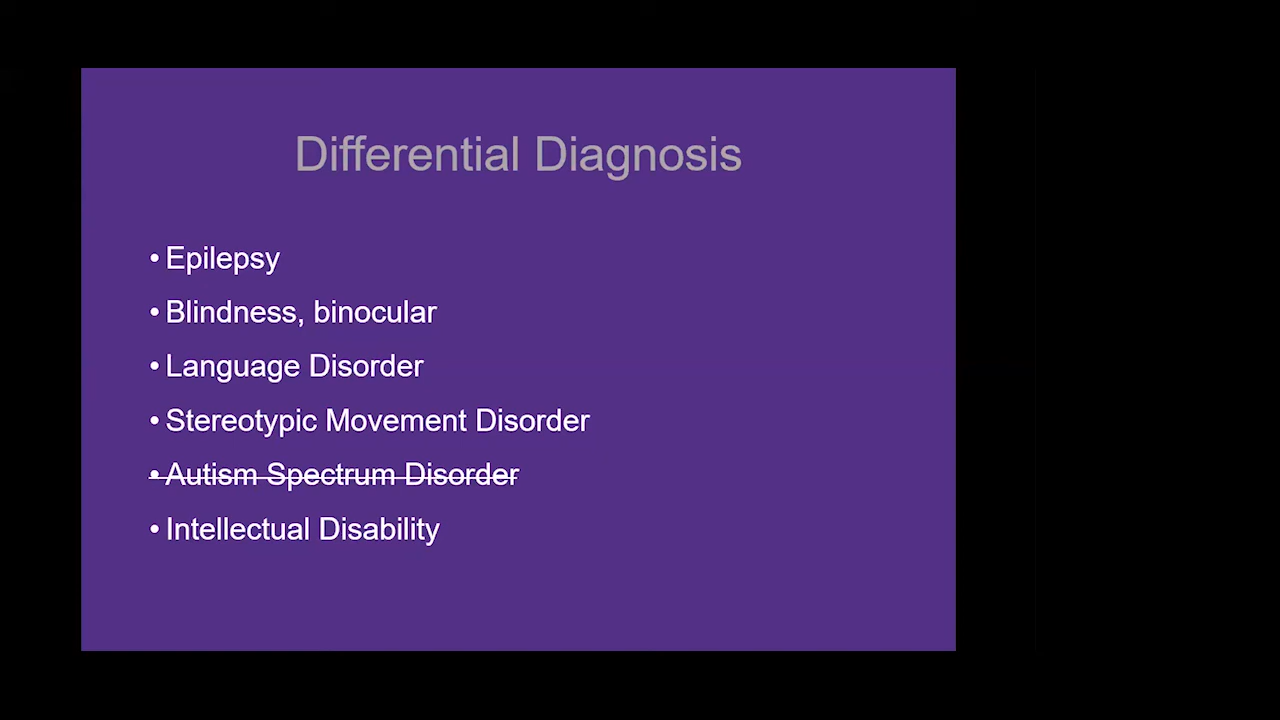 Differential Diagnosis
• Epilepsy
• Blindness, binocular
• Language Disorder
• Stereotypic Movement Disorder
• Autism Spectrum Disorder
• Intellectual Disability